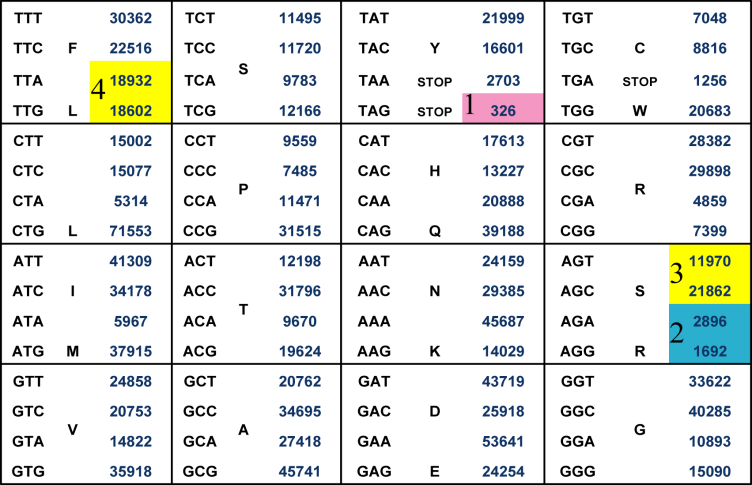 TTT 30362 TCT 11495 TAT 21999 TGT 7048
TTC F 22516 TCC 11720 TAC Y 16601 TGC C 8816
S
TTA 4 18932 TCA 9783 TAA STOP 2703 TGA STOP 1256
TTG L 18602 TCG 12166 TAG STOP 1 326 TGG W 20683
CTT 15002 CCT 9559 CAT 17613 CGT 28382
CTC 15077 CCC 7485 CAC H 13227 CGC 29898
P R
CTA 5314 CCA 11471 CAA 20888 CGA 4859
CTG L 71553 CCG 31515 CAG Q 39188 CGG 7399
ATT 41309 ACT 12198 AAT 24159 AGT 3 11970
ATC I 34178 ACC 31796 AAC N 29385 AGC S 21862
T
ATA 5967 ACA 9670 AAA 45687 AGA 2 2896
ATG M 37915 ACG 19624 AAG K 14029 AGG R 1692
GTT 24858 GCT 20762 GAT 43719 GGT 33622
GTC 20753 GCC 34695 GAC D 25918 GGC 40285
V A G
GTA 14822 GCA 27418 GAA 53641 GGA 10893
GTG 35918 GCG 45741 GAG E 24254 GGG 15090